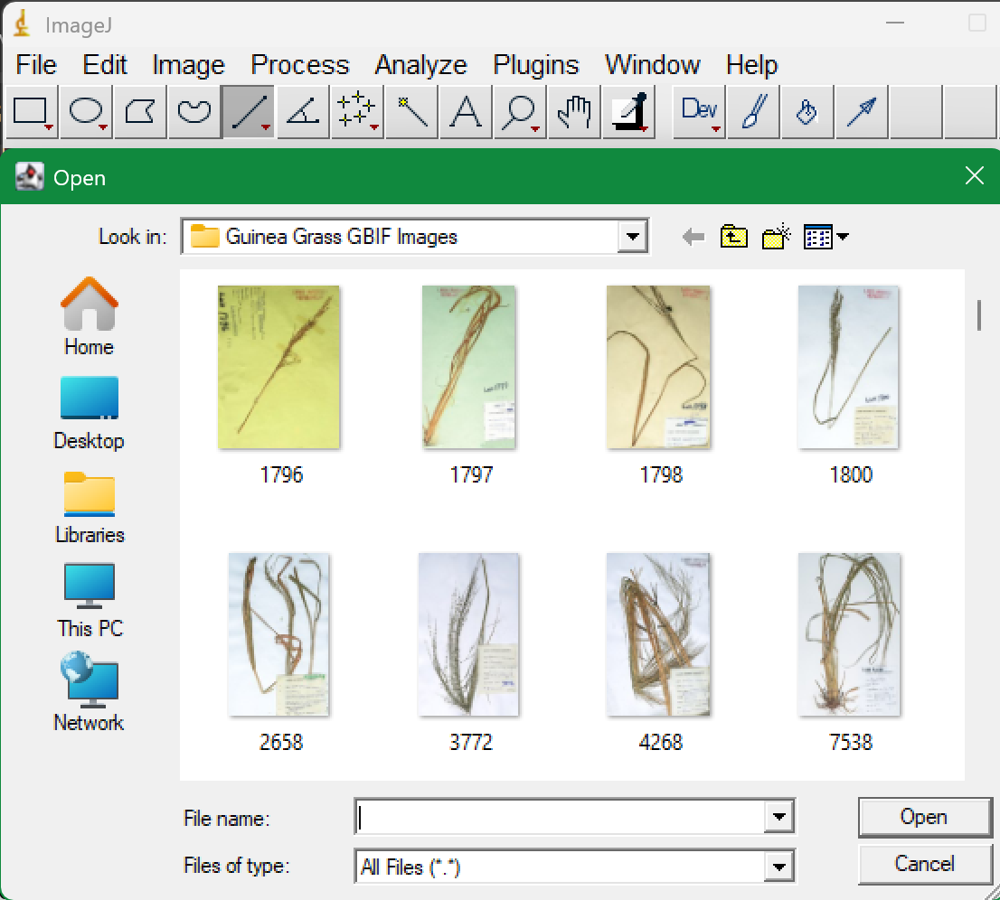 ImageJ
File Edit Image Process Analyze Plugins Window Help
A Dev
Open
Look in: Guinea Grass GBIF Images
Home
Desktop
Libraries
This PC
Network
1796 1797 1798 1800
2658 3772 4268 7538
File name:
Open
Files of type: All Files (*.*)
Cancel